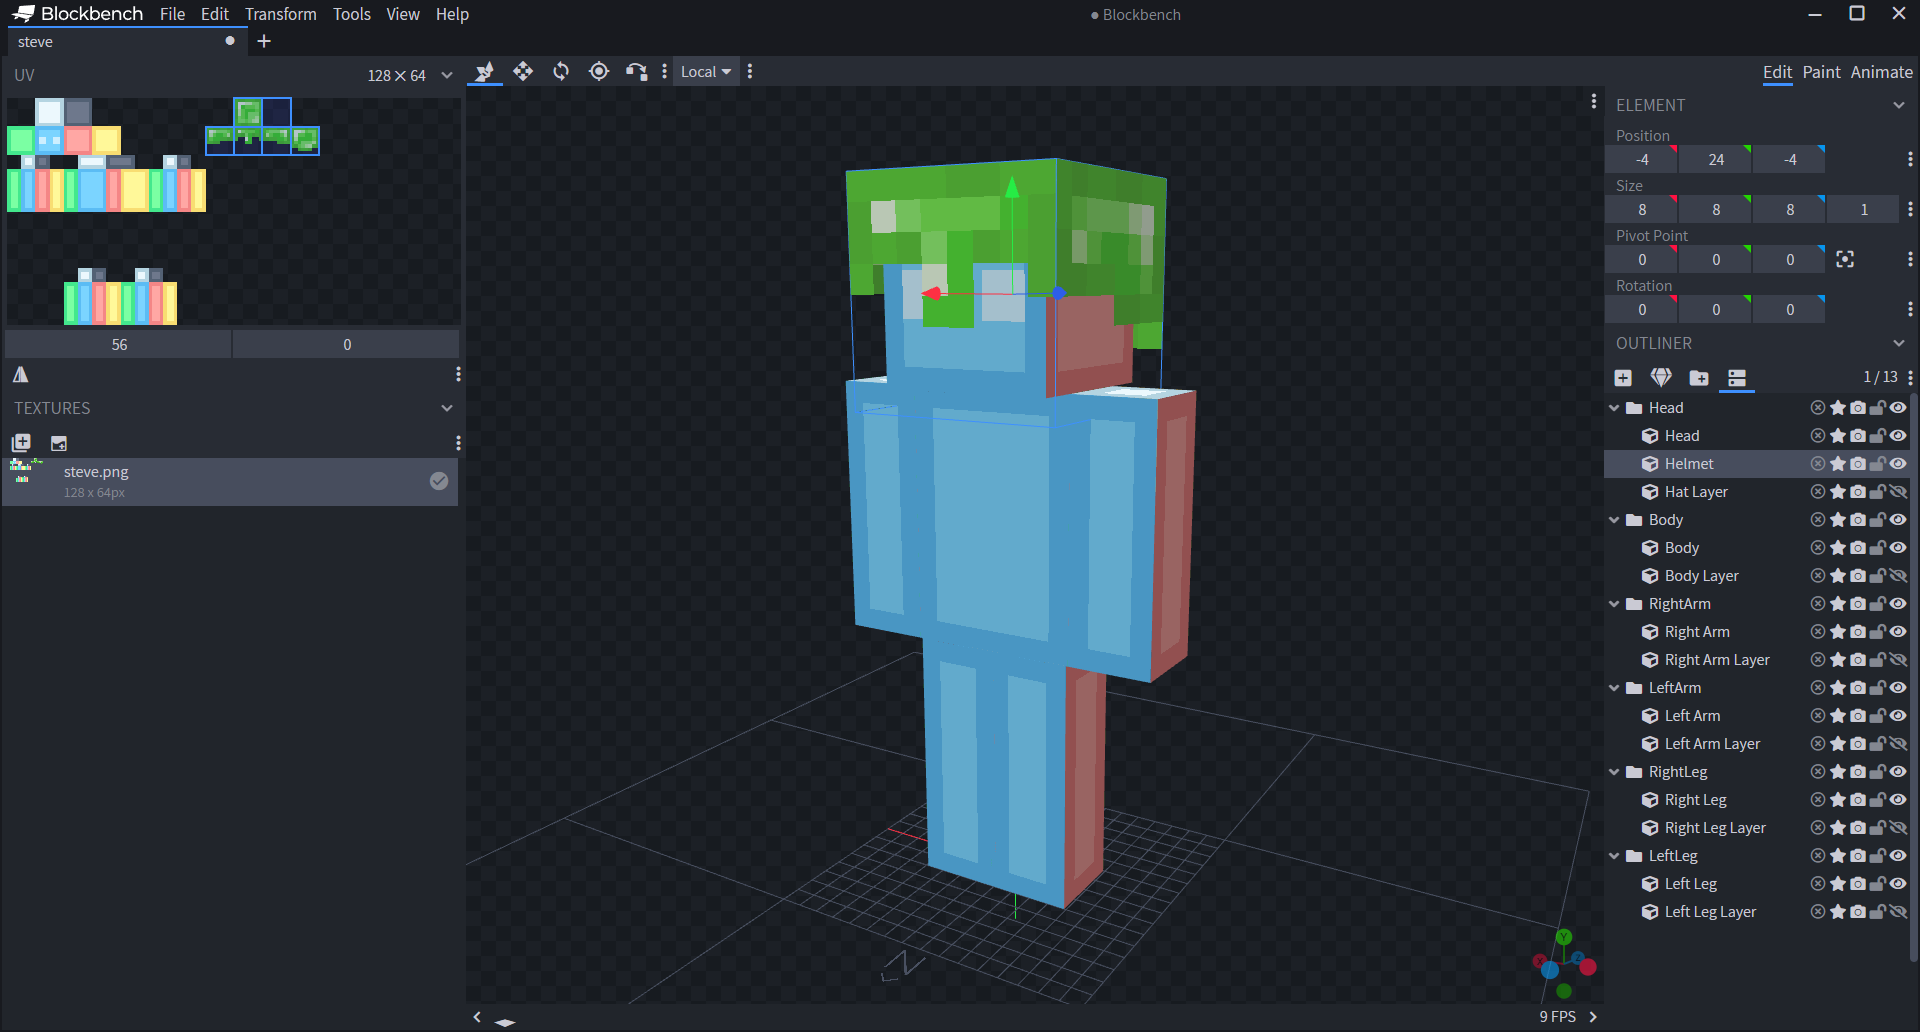 Blockbench File Edit Transform Tools View Help
Blockbench
steve
UV 128 × 64
Local
Edit Paint Animate
56 0
TEXTURES
steve.png
128 x 64px
ELEMENT
Position
-4 24 -4
Size
8 8 8 1
Pivot Point
0 0 0
Rotation
0 0 0
OUTLINER
1 / 13
Head
Head
Helmet
Hat Layer
Body
Body
Body Layer
RightArm
Right Arm
Right Arm Layer
LeftArm
Left Arm
Left Arm Layer
RightLeg
Right Leg
Right Leg Layer
LeftLeg
Left Leg
Left Leg Layer
N
Y
X
Z
9 FPS